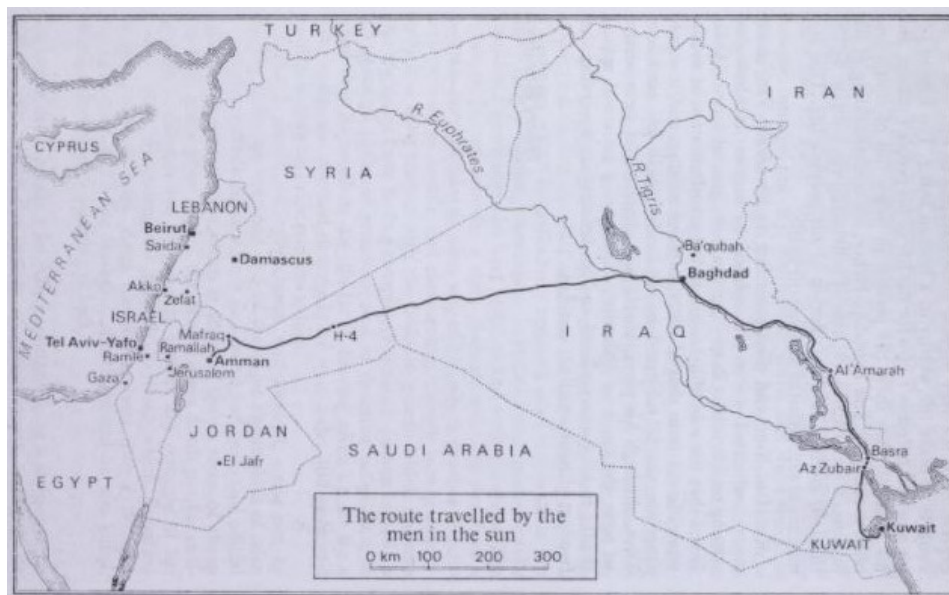 TURKEY
IRAN
CYPRUS
R. Euphrates
R. Tigris
SYRIA
MEDITERRANEAN SEA
LEBANON
Beirut
Saida
Damascus
Ba'qubah
Baghdad
Akko
Zefat
ISRAEL
Mafraq
H-4
IRAQ
Tel Aviv-Yafo
Ramallah
Ramle
Amman
Jerusalem
Gaza
Al'Amarah
JORDAN
El Jafr
SAUDI ARABIA
Basra
Az Zubair
EGYPT
The route travelled by the
men in the sun
0 km 100 200 300
KUWAIT
Kuwait